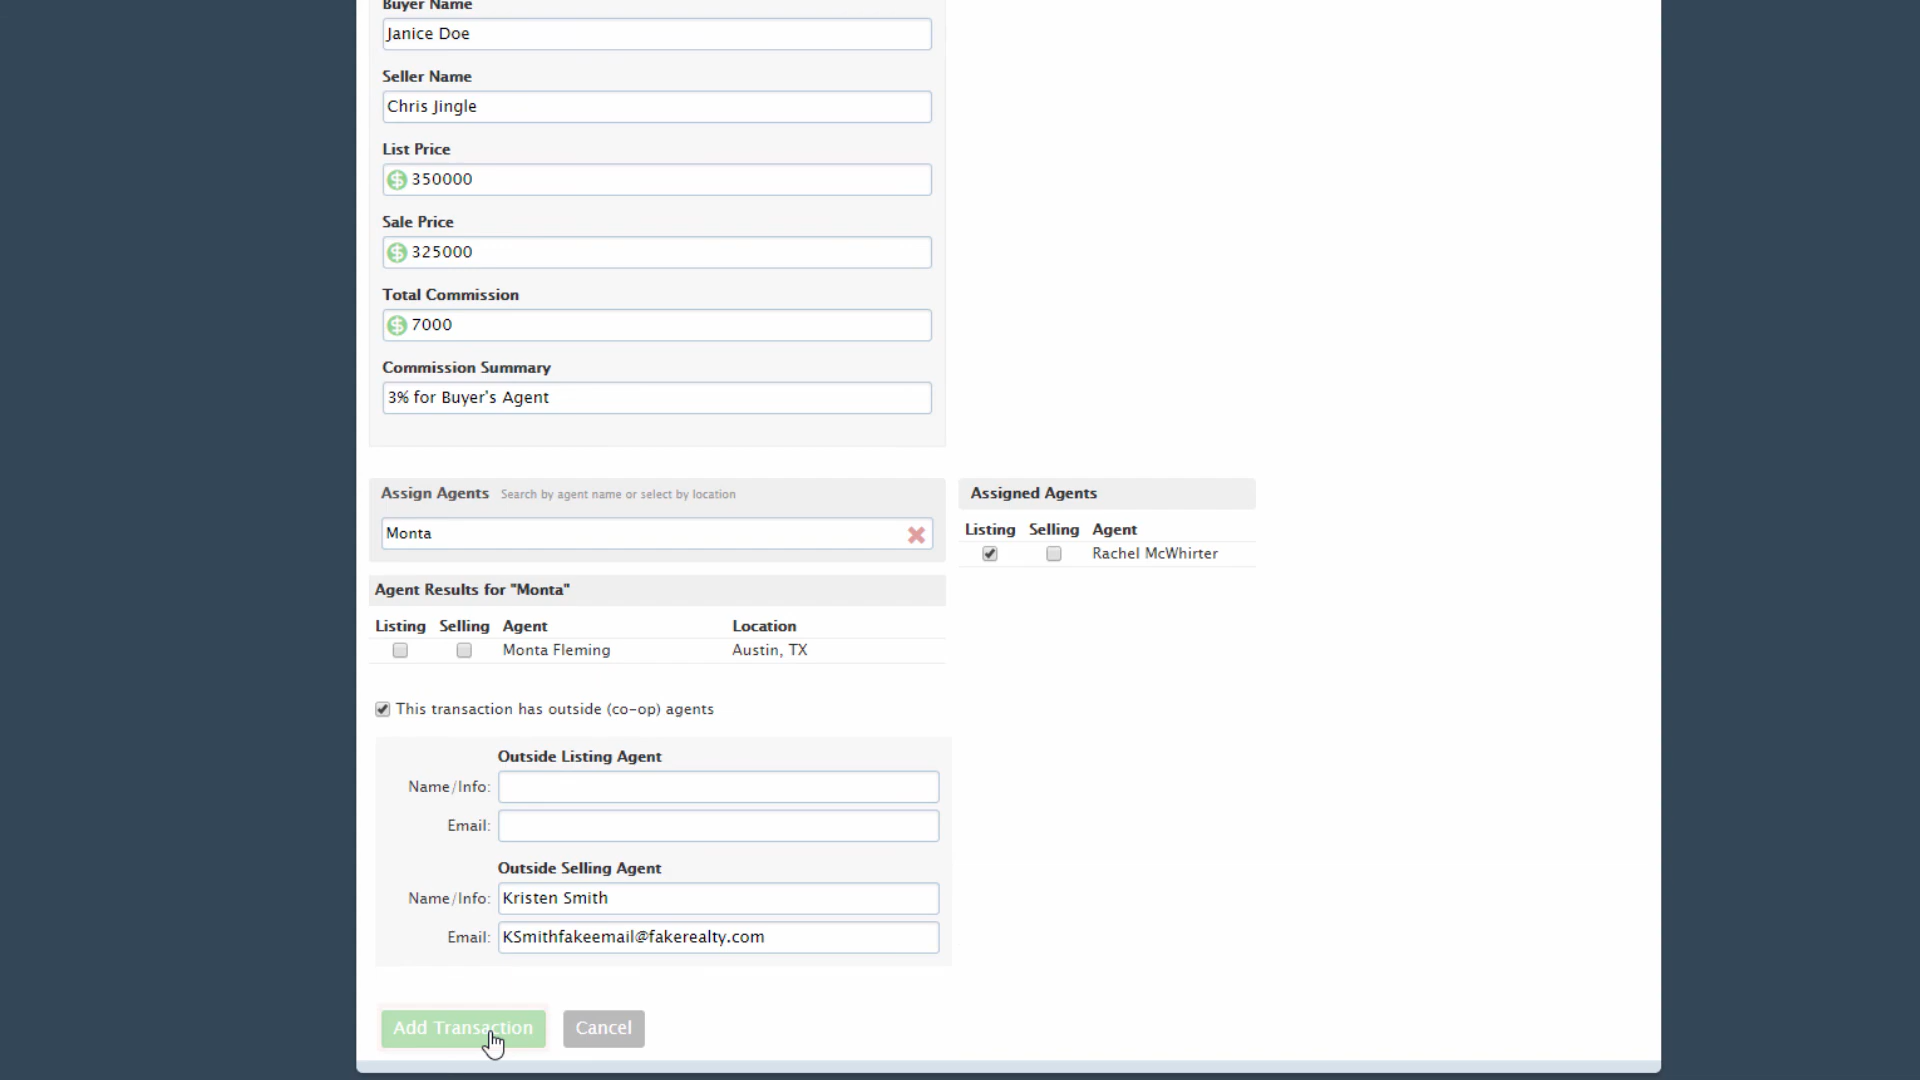 Buyer Name
Janice Doe
Seller Name
Chris Jingle
List Price
$ 350000
Sale Price
$ 325000
Total Commission
$ 7000
Commission Summary
3% for Buyer's Agent
Assign Agents Search by agent name or select by location
Monta
Assigned Agents
Listing Selling Agent
Rachel McWhirter
Agent Results for "Monta"
Listing Selling Agent Location
Monta Fleming Austin, TX
This transaction has outside (co-op) agents
Outside Listing Agent
Name/Info:
Email:
Outside Selling Agent
Name/Info: Kristen Smith
Email: KSmithfakeemail@fakerealty.com
Add Transaction Cancel